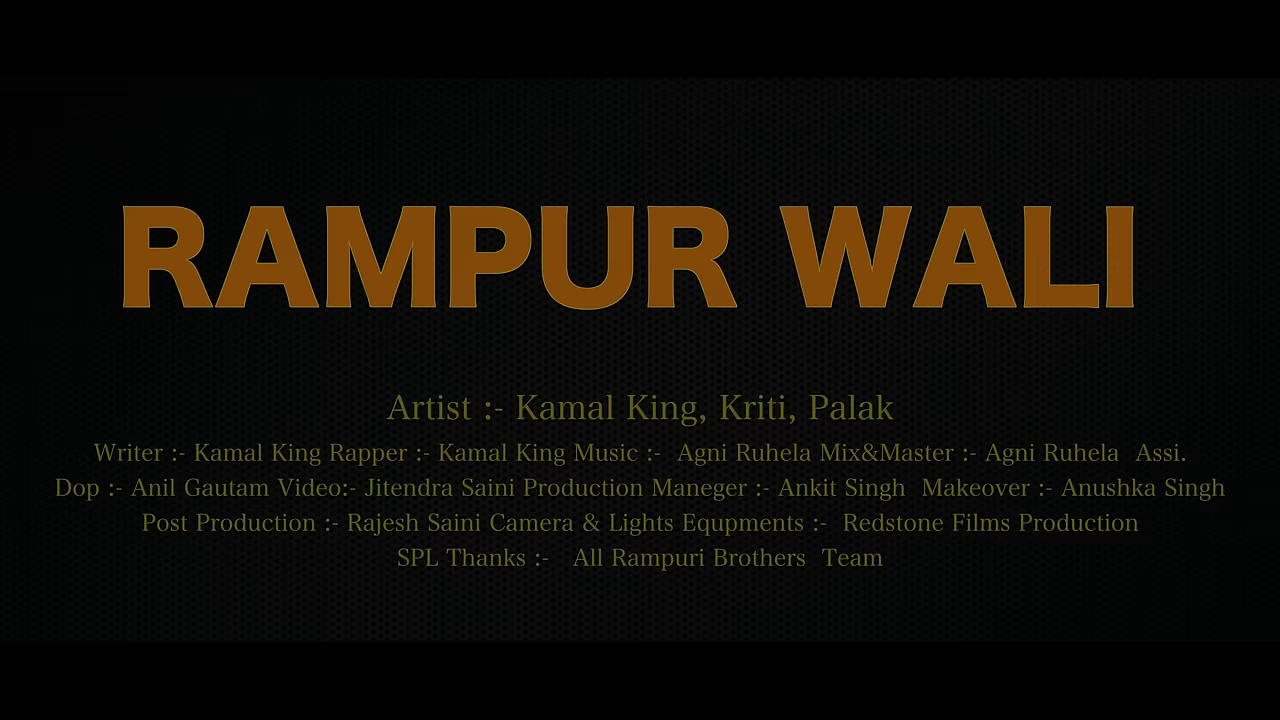 RAMPUR WALI
Artist :- Kamal King, Kriti, Palak
Writer :- Kamal King Rapper :- Kamal King Music :- Agni Ruhela Mix&Master :- Agni Ruhela Assi.
Dop :- Anil Gautam Video:- Jitendra Saini Production Maneger :- Ankit Singh Makeover :- Anushka Singh
Post Production :- Rajesh Saini Camera & Lights Equpments :- Redstone Films Production
SPL Thanks :- All Rampuri Brothers Team